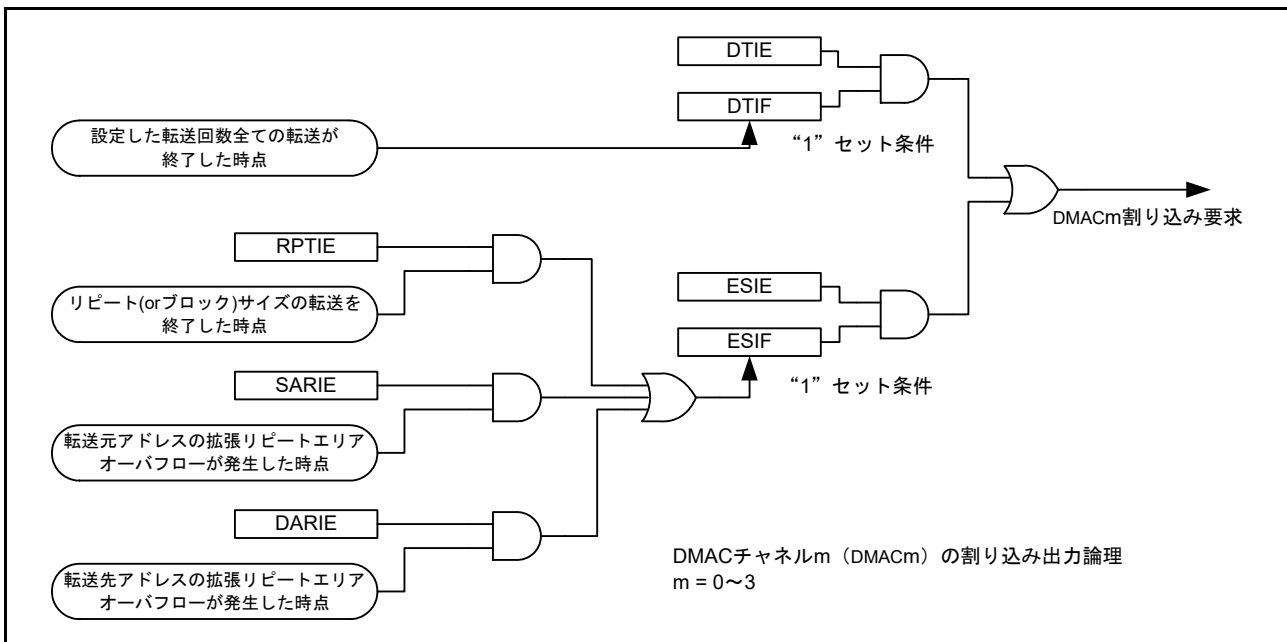 DTIE
DTIF
“1”セット条件
設定した転送回数全ての転送が
終了した時点
DMACm割り込み要求
RPTIE
リピート(orブロック)サイズの転送を
終了した時点
ESIE
ESIF
“1”セット条件
SARIE
転送元アドレスの拡張リピートエリア
オーバフローが発生した時点
DARIE
転送先アドレスの拡張リピートエリア
オーバフローが発生した時点
DMACチャネルm（DMACm）の割り込み出力論理
m = 0～3